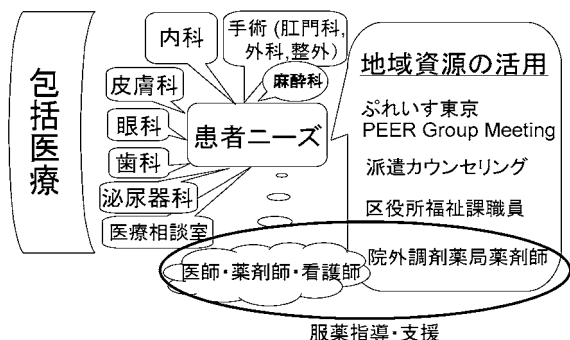 包括医療
内科
手術 (肛門科,
外科,整外)
麻酔科
皮膚科
眼科
歯科
泌尿器科
医療相談室
患者ニーズ
地域資源の活用
ぷれいす東京
PEER Group Meeting
派遣カウンセリング
区役所福祉課職員
院外調剤薬局薬剤師
医師・薬剤師・看護師
服薬指導・支援